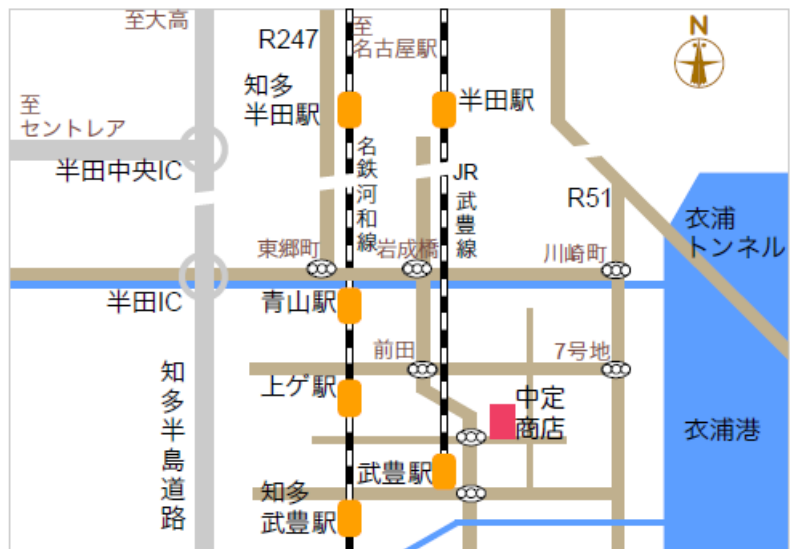 至大高
R247
至
名古屋駅
N
知多
半田駅
半田駅
至
セントレア
半田中央IC
名鉄河和線
JR
武豊線
R51
衣浦
トンネル
東郷町
岩成橋
川崎町
半田IC
青山駅
前田
7号地
知多半島道路
上ゲ駅
中定
商店
衣浦港
武豊駅
知多
武豊駅